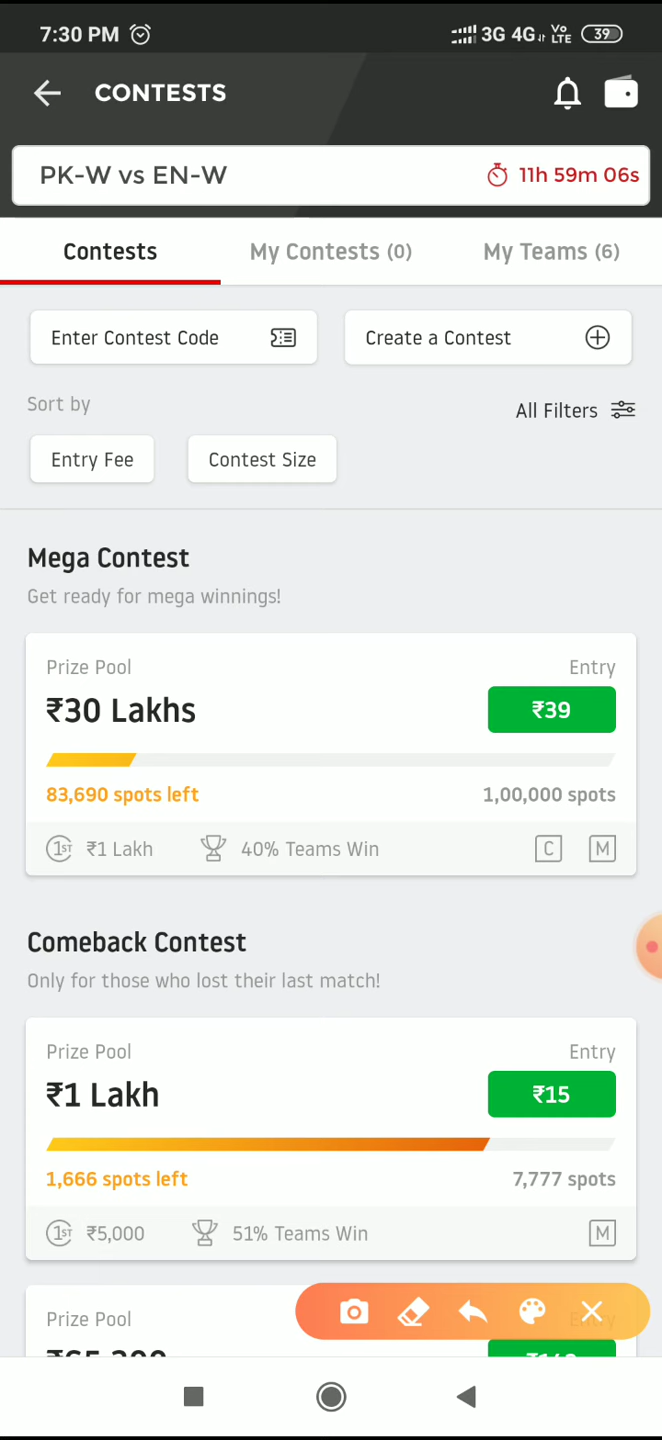 7:30 PM 3G 4G Vo LTE 39
CONTESTS
PK-W vs EN-W 11h 59m 06s
Contests My Contests (0) My Teams (6)
Enter Contest Code Create a Contest
Sort by
All Filters
Entry Fee Contest Size
Mega Contest
Get ready for mega winnings!
Prize Pool Entry
₹30 Lakhs ₹39
83,690 spots left 1,00,000 spots
1ST ₹1 Lakh 40% Teams Win C M
Comeback Contest
Only for those who lost their last match!
Prize Pool Entry
₹1 Lakh ₹15
1,666 spots left 7,777 spots
1ST ₹5,000 51% Teams Win M
Prize Pool Entry